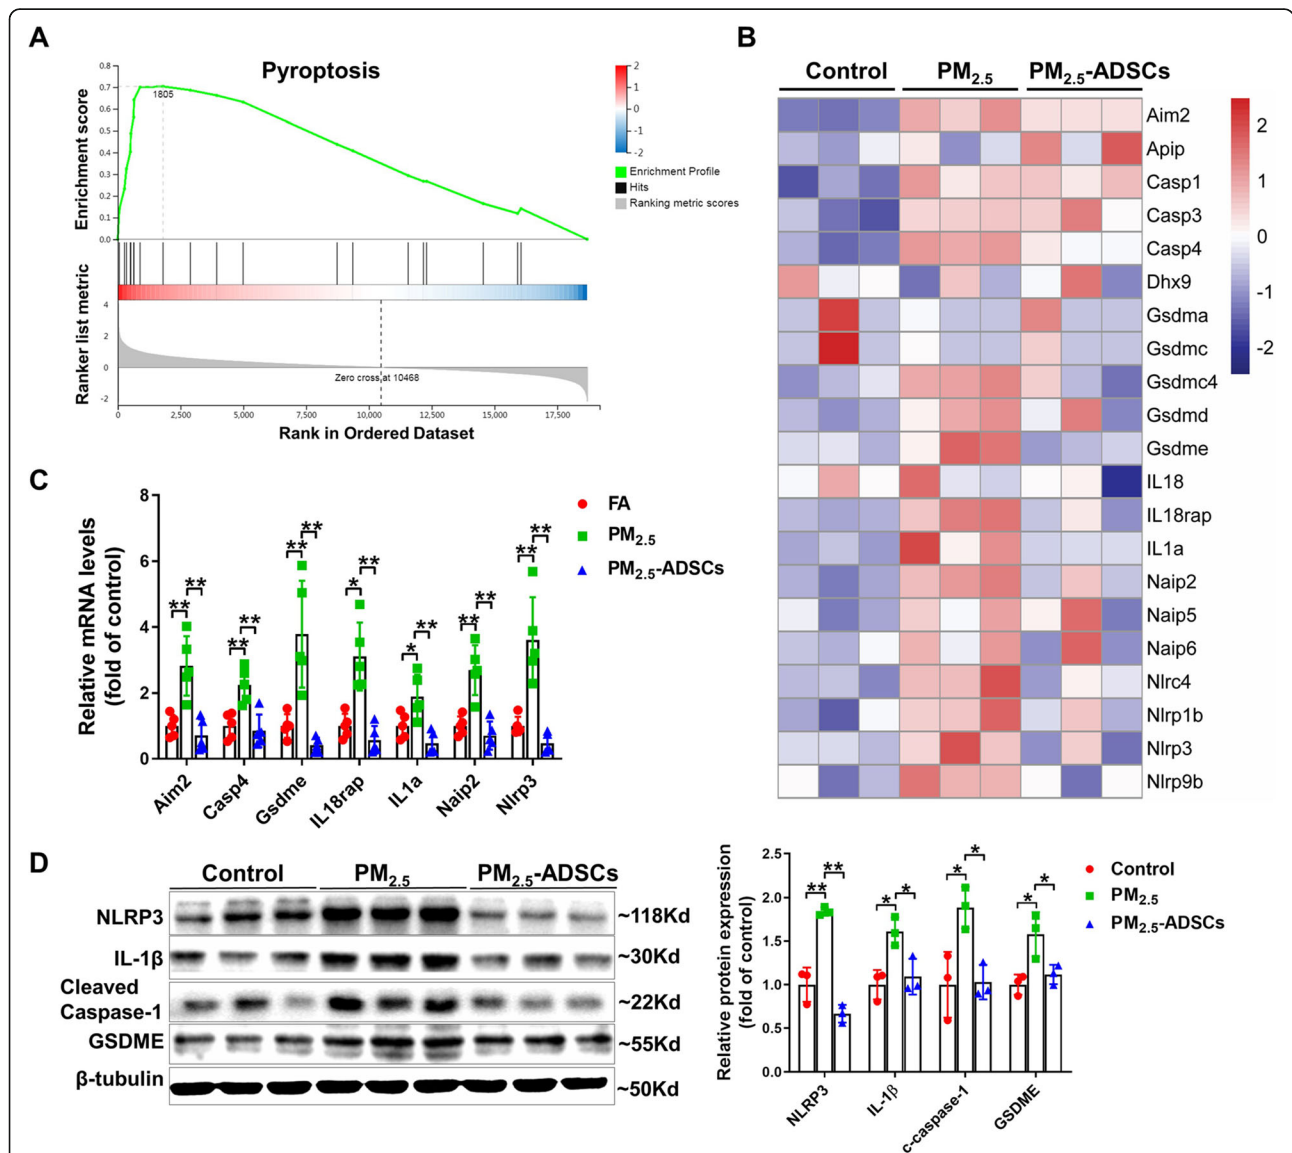 A
Pyroptosis
Enrichment score
0.8
0.7
0.6
0.5
0.4
0.3
0.2
0.1
0.0
1805
2
1
0
-1
-2
Enrichment Profile
Hits
Ranking metric scores
Ranker list metric
4
2
0
-2
Zero cross at 10468
0 2,500 5,000 7,500 10,000 12,500 15,000 17,500
Rank in Ordered Dataset
B
Control PM2.5 PM2.5-ADSCs
Aim2
Apip
Casp1
Casp3
Casp4
Dhx9
Gsdma
Gsdmc
Gsdmc4
Gsdmd
Gsdme
IL18
IL18rap
IL1a
Naip2
Naip5
Naip6
Nlrc4
Nlrp1b
Nlrp3
Nlrp9b
2
1
0
-1
-2
C
Relative mRNA levels
(fold of control)
8
6
4
2
0
** **
** **
** **
* **
* **
** **
** **
FA
PM2.5
PM2.5-ADSCs
Aim2 Casp4 Gsdme IL18rap IL1a Naip2 Nlrp3
D
Control PM2.5 PM2.5-ADSCs
NLRP3 ~118Kd
IL-1β ~30Kd
Cleaved
Caspase-1 ~22Kd
GSDME ~55Kd
β-tubulin ~50Kd
Relative protein expression
(fold of control)
2.5
2.0
1.5
1.0
0.5
0.0
** **
* *
* *
* *
Control
PM2.5
PM2.5-ADSCs
NLRP3 IL-1β c-caspase-1 GSDME